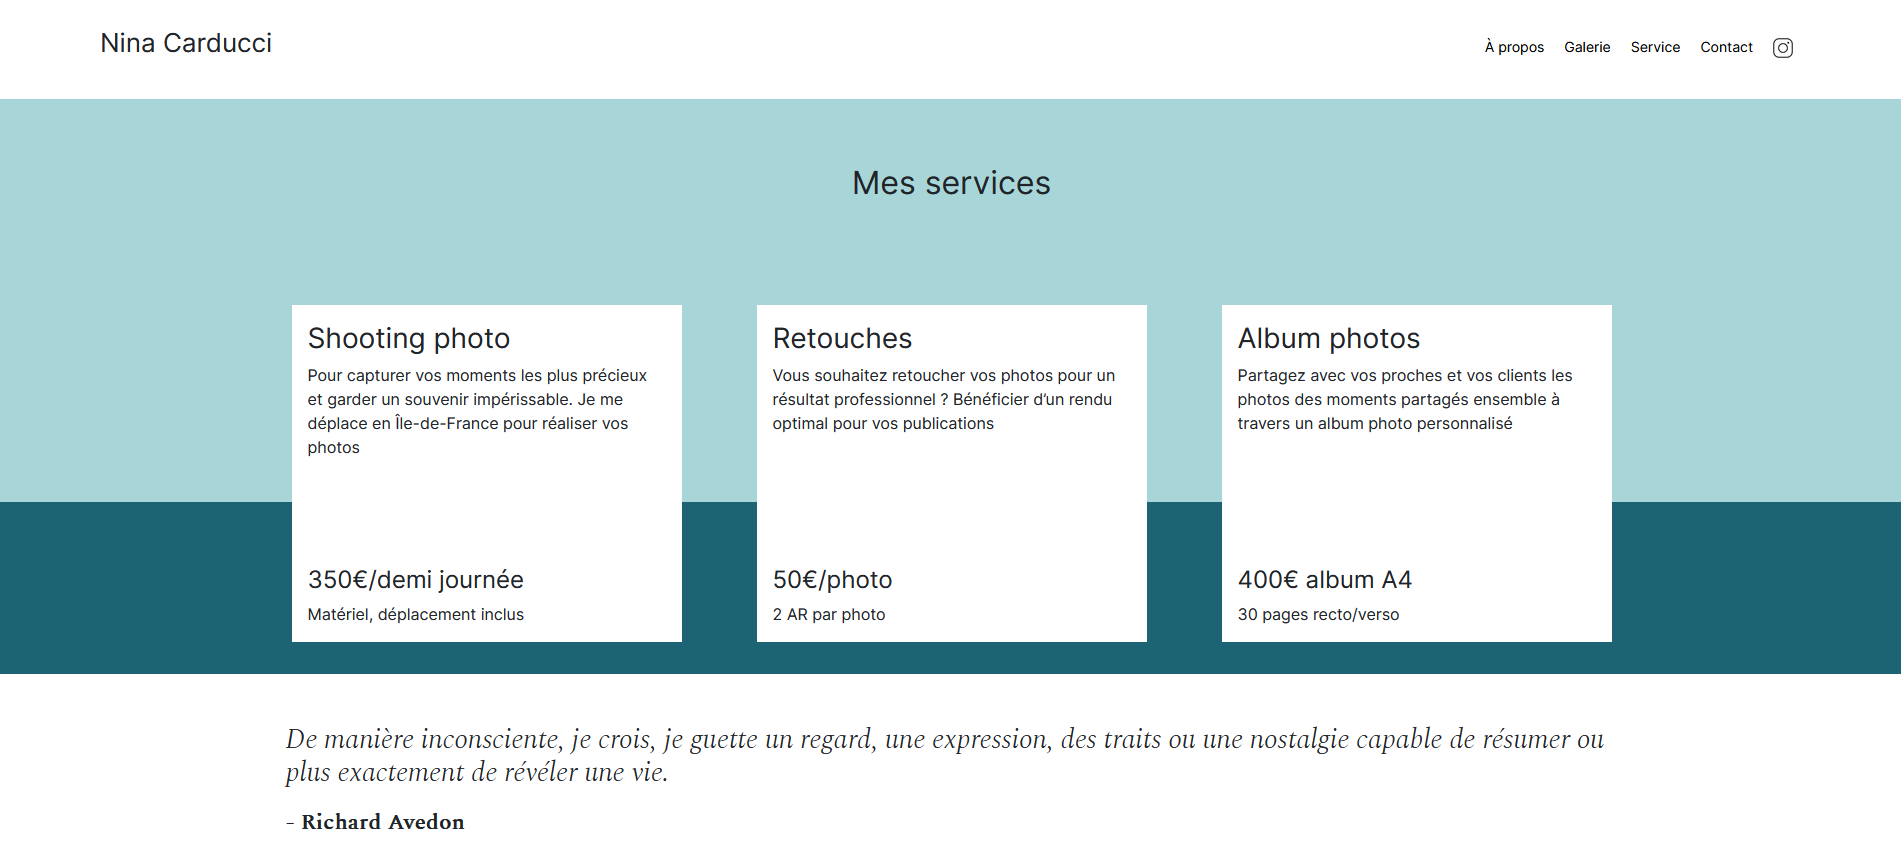 Nina Carducci
À propos Galerie Service Contact
Mes services
Shooting photo
Pour capturer vos moments les plus précieux
et garder un souvenir impérissable. Je me
déplace en Île-de-France pour réaliser vos
photos
350€/demi journée
Matériel, déplacement inclus
Retouches
Vous souhaitez retoucher vos photos pour un
résultat professionnel ? Bénéficier d’un rendu
optimal pour vos publications
50€/photo
2 AR par photo
Album photos
Partagez avec vos proches et vos clients les
photos des moments partagés ensemble à
travers un album photo personnalisé
400€ album A4
30 pages recto/verso
De manière inconsciente, je crois, je guette un regard, une expression, des traits ou une nostalgie capable de résumer ou
plus exactement de révéler une vie.
- Richard Avedon